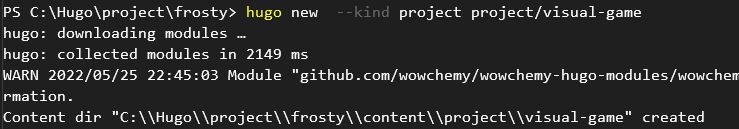 PS C:\Hugo\project\frosty> hugo new  --kind project project/visual-game
hugo: downloading modules …
hugo: collected modules in 2149 ms
WARN 2022/05/25 22:45:03 Module "github.com/wowchemy/wowchemy-hugo-modules/wowchem
rmation.
Content dir "C:\\Hugo\\project\\frosty\\content\\project\\visual-game" created